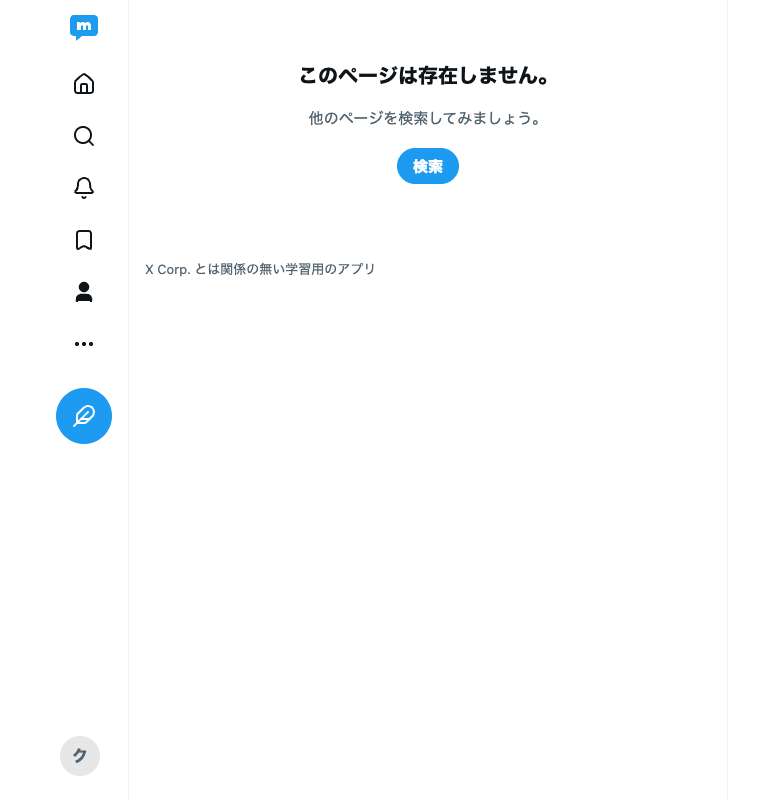 m
このページは存在しません。
他のページを検索してみましょう。
検索
X Corp. とは関係の無い学習用のアプリ
ク